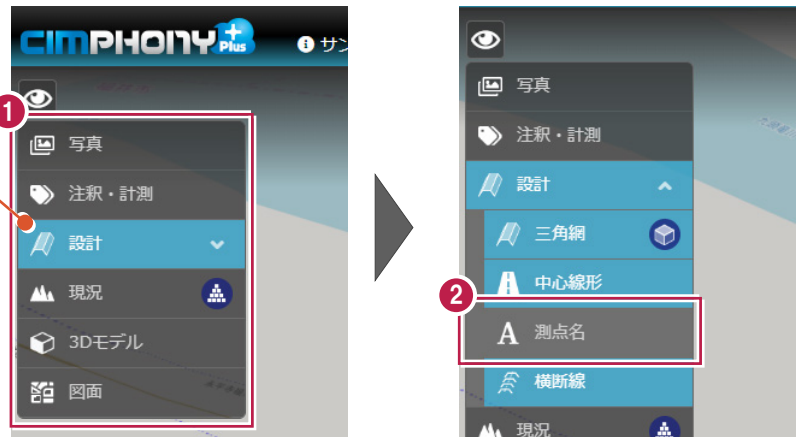 CIMPHONY Plus
サン
1
写真
注釈・計測
設計
現況
3Dモデル
図面
写真
注釈・計測
設計
三角網
中心線形
2
A 測点名
横断線
現況